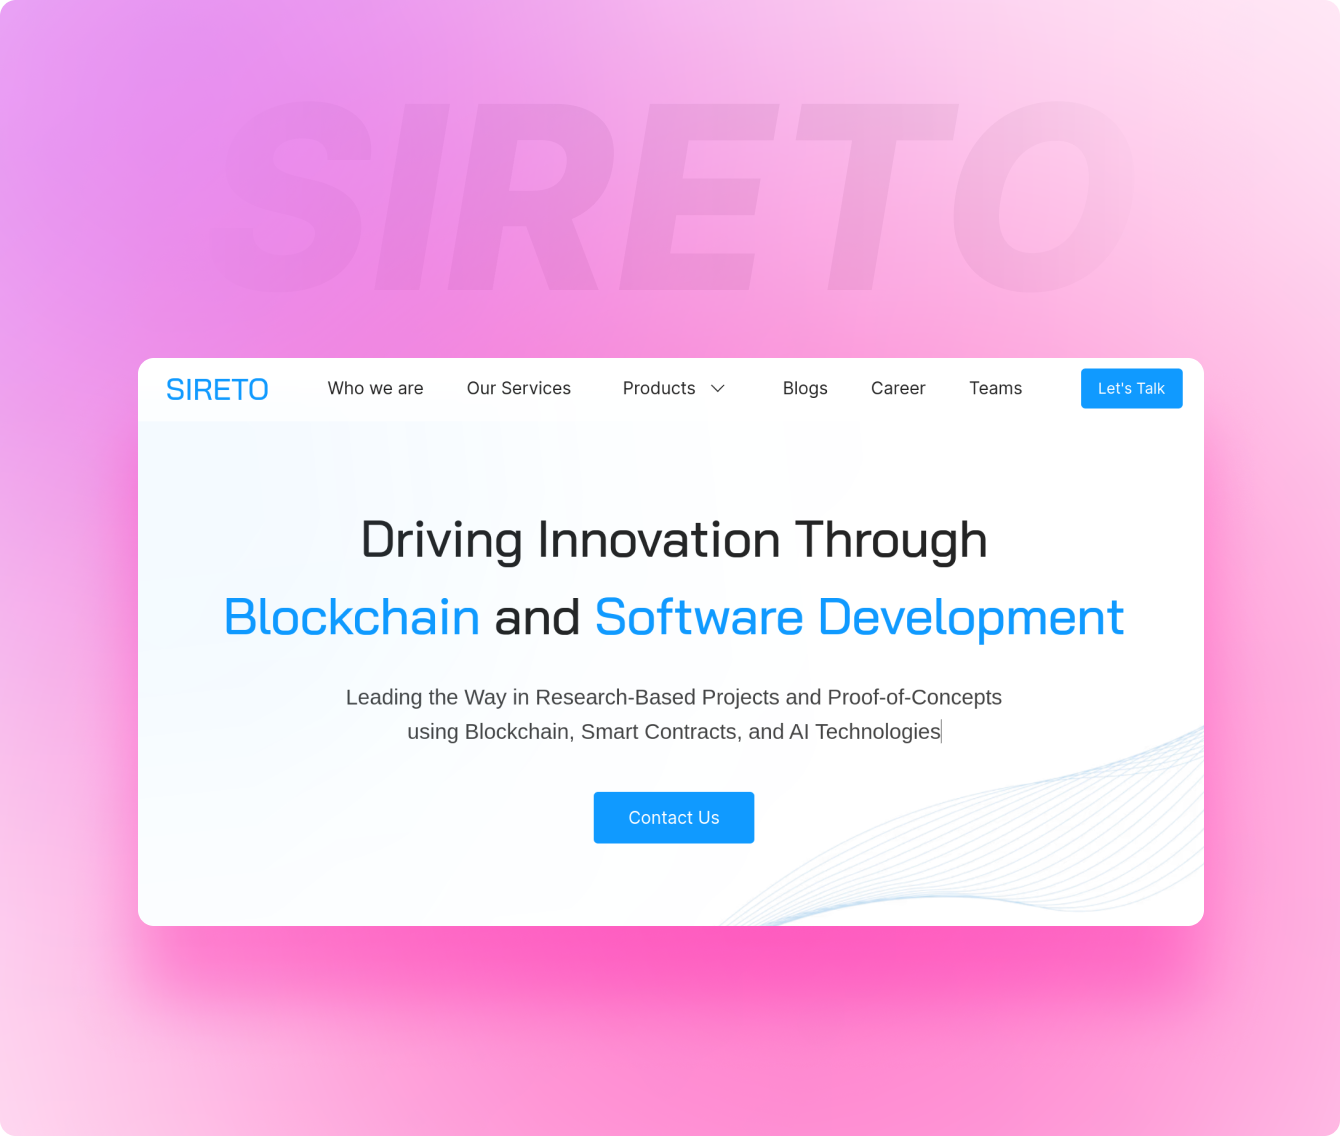 SIRETO
SIRETO Who we are Our Services Products Blogs Career Teams Let's Talk
Driving Innovation Through
Blockchain and Software Development
Leading the Way in Research-Based Projects and Proof-of-Concepts
using Blockchain, Smart Contracts, and AI Technologies
Contact Us